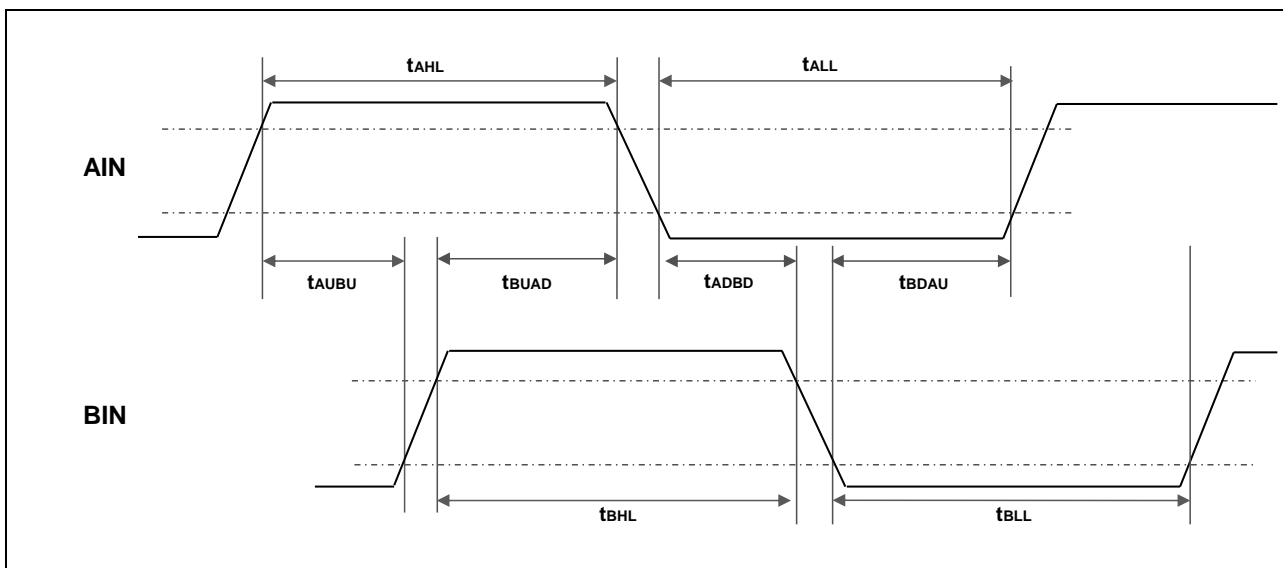 tAHL
tALL
AIN
tAUBU
tBUAD
tADBD
tBDAU
BIN
tBHL
tBLL